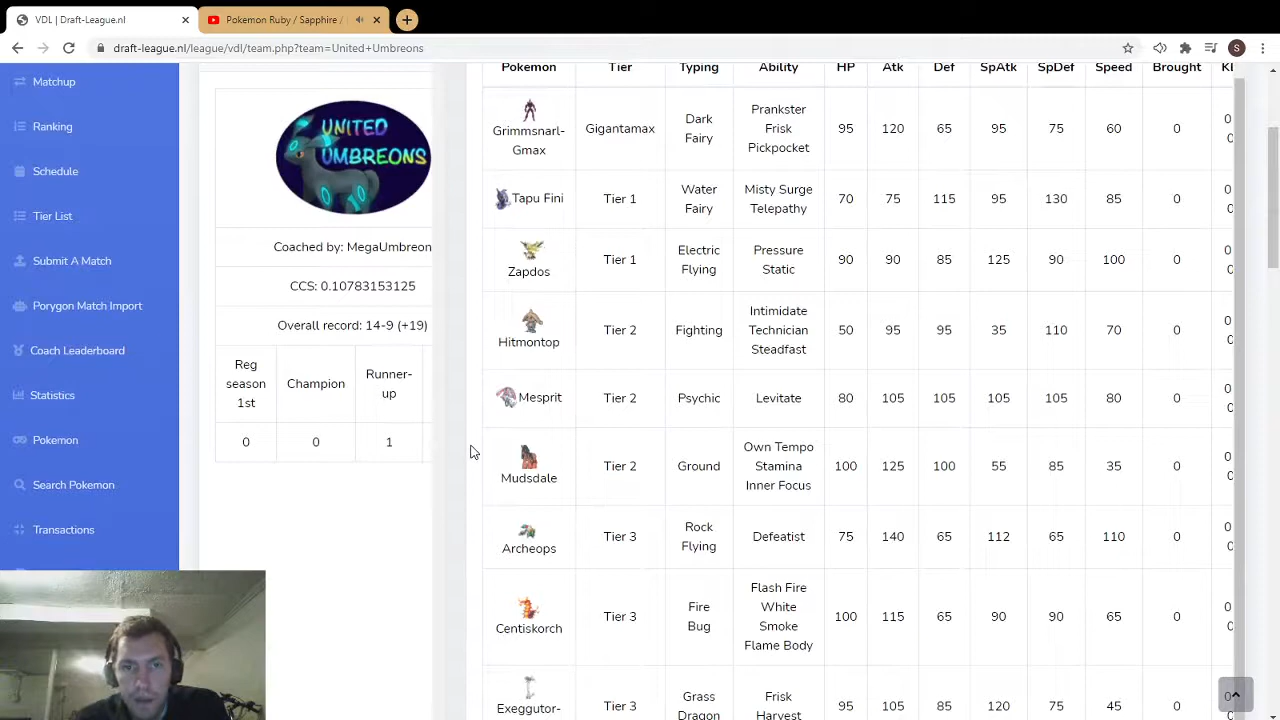 VDL | Draft-League.nl
Pokemon Ruby / Sapphire /
draft-league.nl/league/vdl/team.php?team=United+Umbreons
S
Matchup
Ranking
Schedule
Tier List
Submit A Match
Porygon Match Import
Coach Leaderboard
Statistics
Pokemon
Search Pokemon
Transactions
UNITED
UMBREONS
Coached by: MegaUmbreon
CCS: 0.10783153125
Overall record: 14-9 (+19)
Reg season 1st Champion Runner-up
0 0 1
Pokemon Tier Typing Ability HP Atk Def SpAtk SpDef Speed Brought
Grimmsnarl-Gmax Gigantamax Dark Fairy Prankster Frisk Pickpocket 95 120 65 95 75 60 0
Tapu Fini Tier 1 Water Fairy Misty Surge Telepathy 70 75 115 95 130 85 0
Zapdos Tier 1 Electric Flying Pressure Static 90 90 85 125 90 100 0
Hitmontop Tier 2 Fighting Intimidate Technician Steadfast 50 95 95 35 110 70 0
Mesprit Tier 2 Psychic Levitate 80 105 105 105 105 80 0
Mudsdale Tier 2 Ground Own Tempo Stamina Inner Focus 100 125 100 55 85 35 0
Archeops Tier 3 Rock Flying Defeatist 75 140 65 112 65 110 0
Centiskorch Tier 3 Fire Bug Flash Fire White Smoke Flame Body 100 115 65 90 90 65 0
Exeggutor- Tier 3 Grass Dragon Frisk Harvest 95 105 85 120 75 45 0